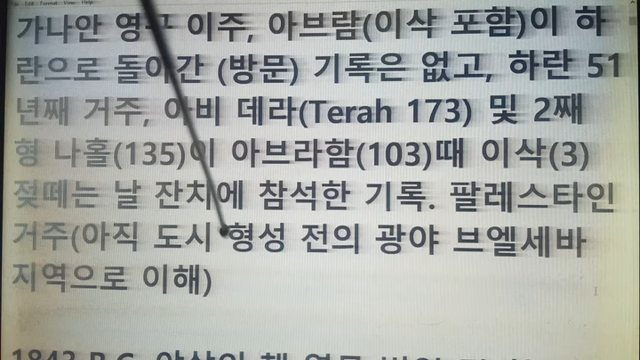 가나안 영구 이주, 아브람(이삭 포함)이 하
란으로 돌아간 (방문) 기록은 없고, 하란 51
년째 거주, 아비 데라(Terah 173) 및 2째
형 나홀(135)이 아브라함(103)때 이삭(3)
젖떼는 날 잔치에 참석한 기록. 팔레스타인
거주(아직 도시 형성 전의 광야 브엘세바
지역으로 이해)